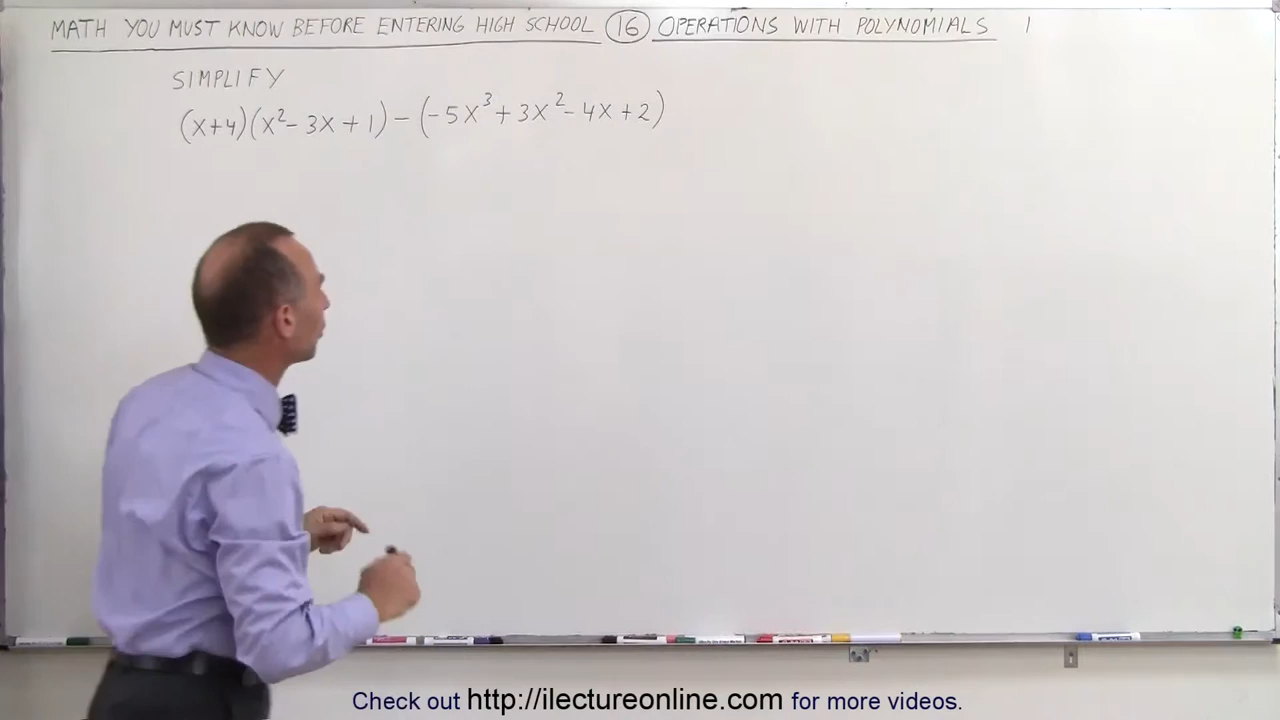 MATH YOU MUST KNOW BEFORE ENTERING HIGH SCHOOL 16 OPERATIONS WITH POLYNOMIALS 1
SIMPLIFY
(x+4)(x²-3x+1)-(-5x³+3x²-4x+2)
Check out http://ilectureonline.com for more videos.